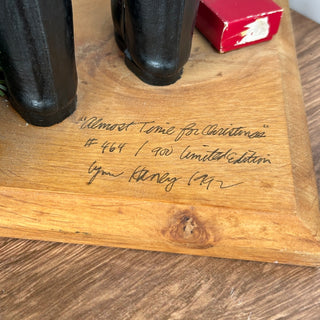 "Almost Time for Christmas"
# 464 / 900 Limited Edition
Lynn Haney 1992